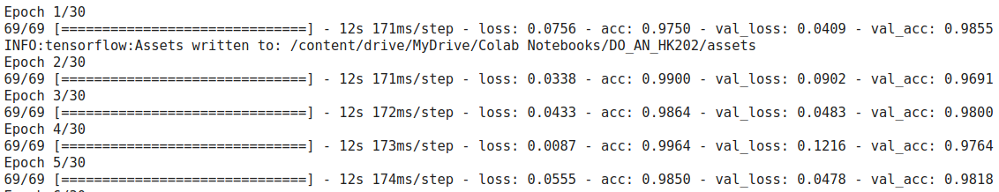 Epoch 1/30
69/69 [==============================] - 12s 171ms/step - loss: 0.0756 - acc: 0.9750 - val_loss: 0.0409 - val_acc: 0.9855
INFO:tensorflow:Assets written to: /content/drive/MyDrive/Colab Notebooks/DO_AN_HK202/assets
Epoch 2/30
69/69 [==============================] - 12s 171ms/step - loss: 0.0338 - acc: 0.9900 - val_loss: 0.0902 - val_acc: 0.9691
Epoch 3/30
69/69 [==============================] - 12s 172ms/step - loss: 0.0433 - acc: 0.9864 - val_loss: 0.0483 - val_acc: 0.9800
Epoch 4/30
69/69 [==============================] - 12s 173ms/step - loss: 0.0087 - acc: 0.9964 - val_loss: 0.1216 - val_acc: 0.9764
Epoch 5/30
69/69 [==============================] - 12s 174ms/step - loss: 0.0555 - acc: 0.9850 - val_loss: 0.0478 - val_acc: 0.9818